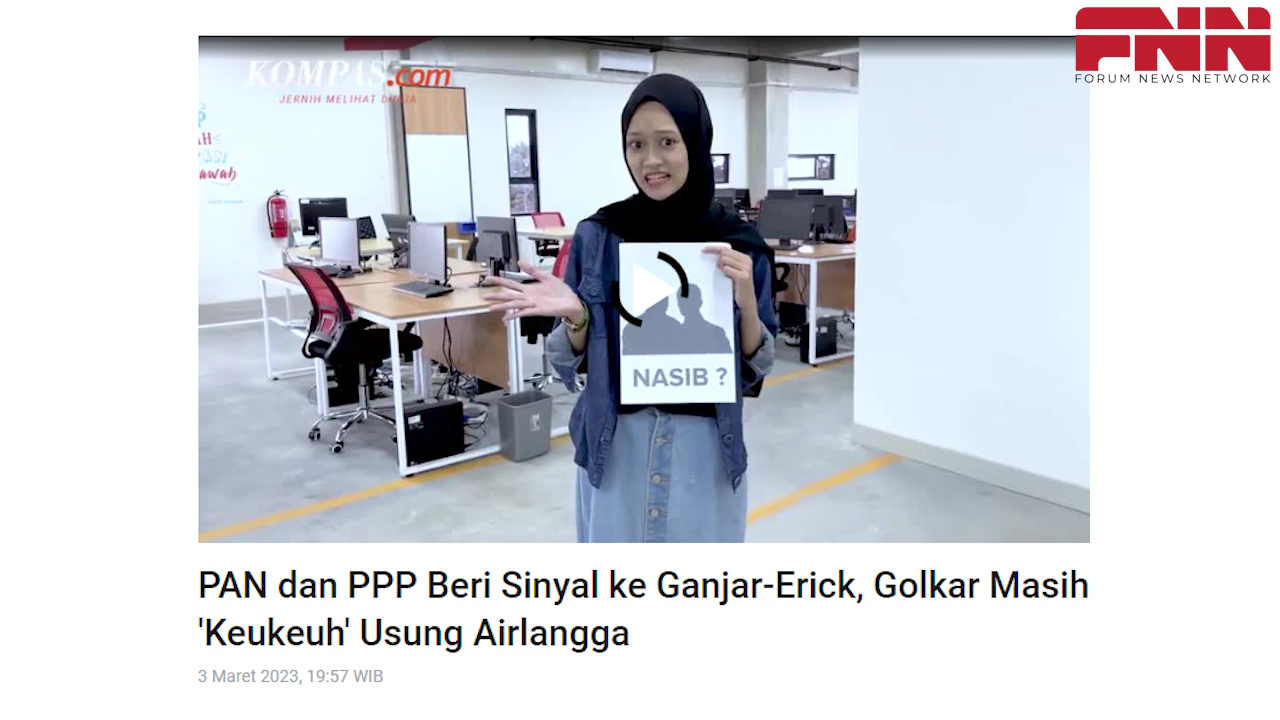 FNN
FORUM NEWS NETWORK
KOMPAS.com
JERNIH MELIHAT DUNIA
NASIB ?
PAN dan PPP Beri Sinyal ke Ganjar-Erick, Golkar Masih
'Keukeuh' Usung Airlangga
3 Maret 2023, 19:57 WIB